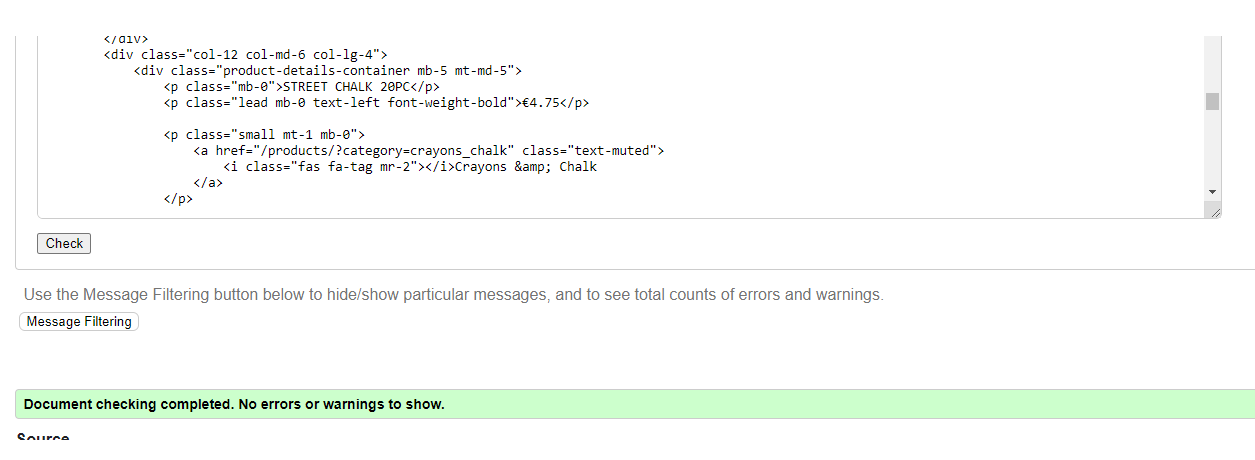 </div>
<div class="col-12 col-md-6 col-lg-4">
<div class="product-details-container mb-5 mt-md-5">
<p class="mb-0">STREET CHALK 20PC</p>
<p class="lead mb-0 text-left font-weight-bold">€4.75</p>
<p class="small mt-1 mb-0">
<a href="/products/?category=crayons_chalk" class="text-muted">
<i class="fas fa-tag mr-2"></i>Crayons &amp; Chalk
</a>
</p>
Check
Use the Message Filtering button below to hide/show particular messages, and to see total counts of errors and warnings.
Message Filtering
Document checking completed. No errors or warnings to show.
Source